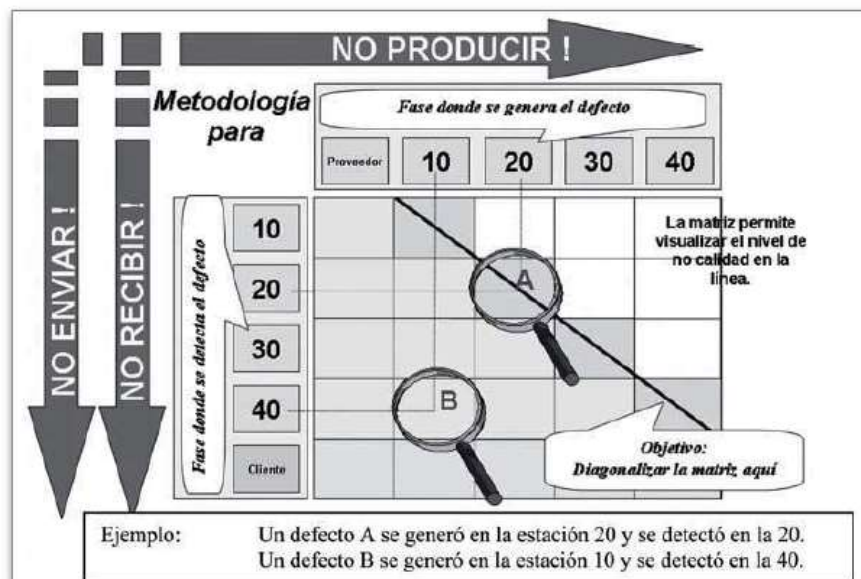 NO PRODUCIR !
NO ENVIAR !
NO RECIBIR !
Metodología
para
Fase donde se genera el defecto
Proveedor 10 20 30 40
Fase donde se detecta el defecto
10
20
30
40
Cliente
La matriz permite
visualizar el nivel de
no calidad en la
línea.
A
B
Objetivo:
Diagonalizar la matriz aquí
Ejemplo: Un defecto A se generó en la estación 20 y se detectó en la 20.
Un defecto B se generó en la estación 10 y se detectó en la 40.